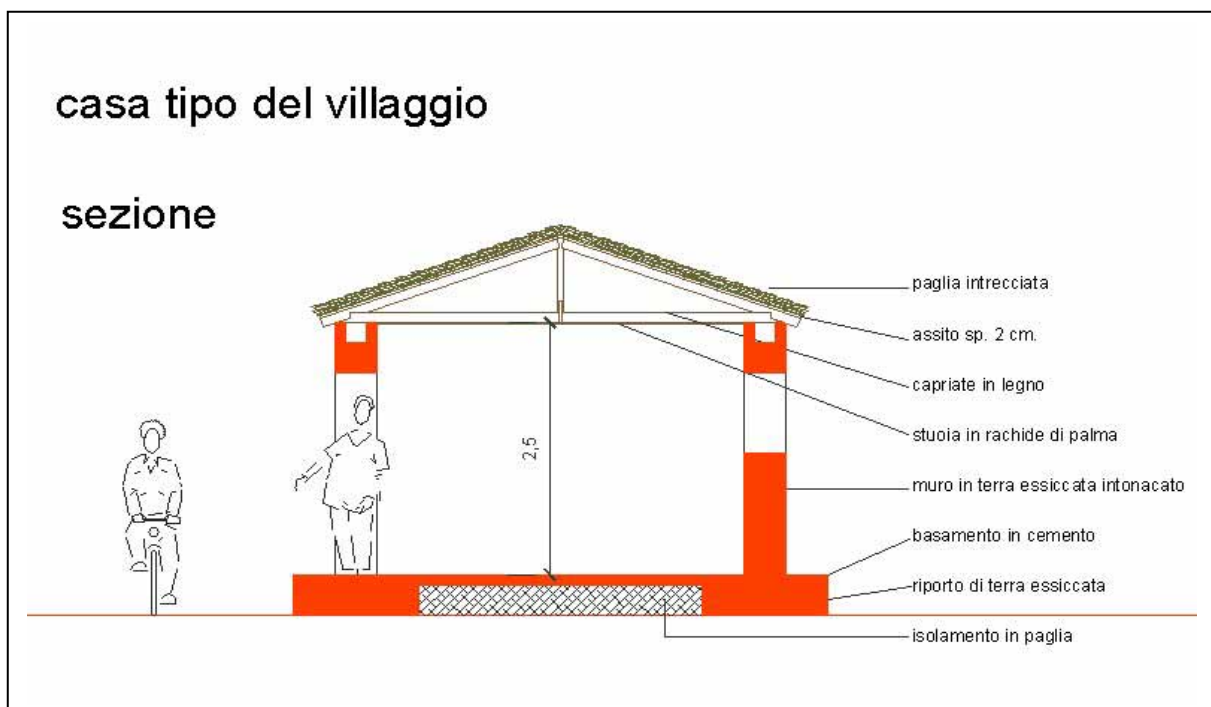 casa tipo del villaggio
sezione
paglia intrecciata
assito sp. 2 cm.
capriate in legno
stuoia in rachide di palma
2,5
muro in terra essiccata intonacato
basamento in cemento
riporto di terra essiccata
isolamento in paglia